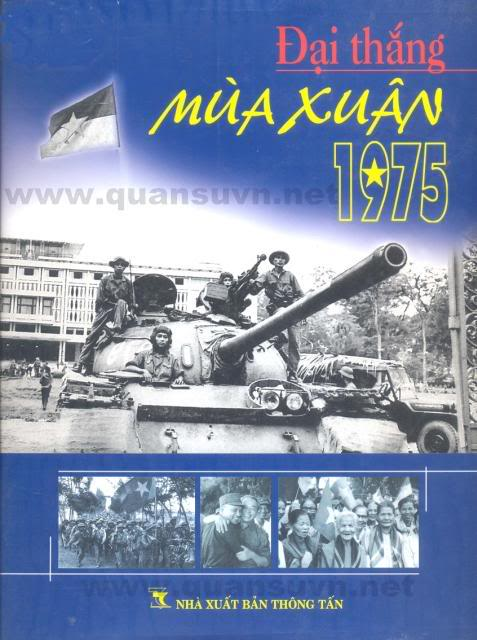 Đại thắng
MÙA XUÂN
1975
www.quansuvn.net
www.quansuvn.net
NHÀ XUẤT BẢN THÔNG TẤN